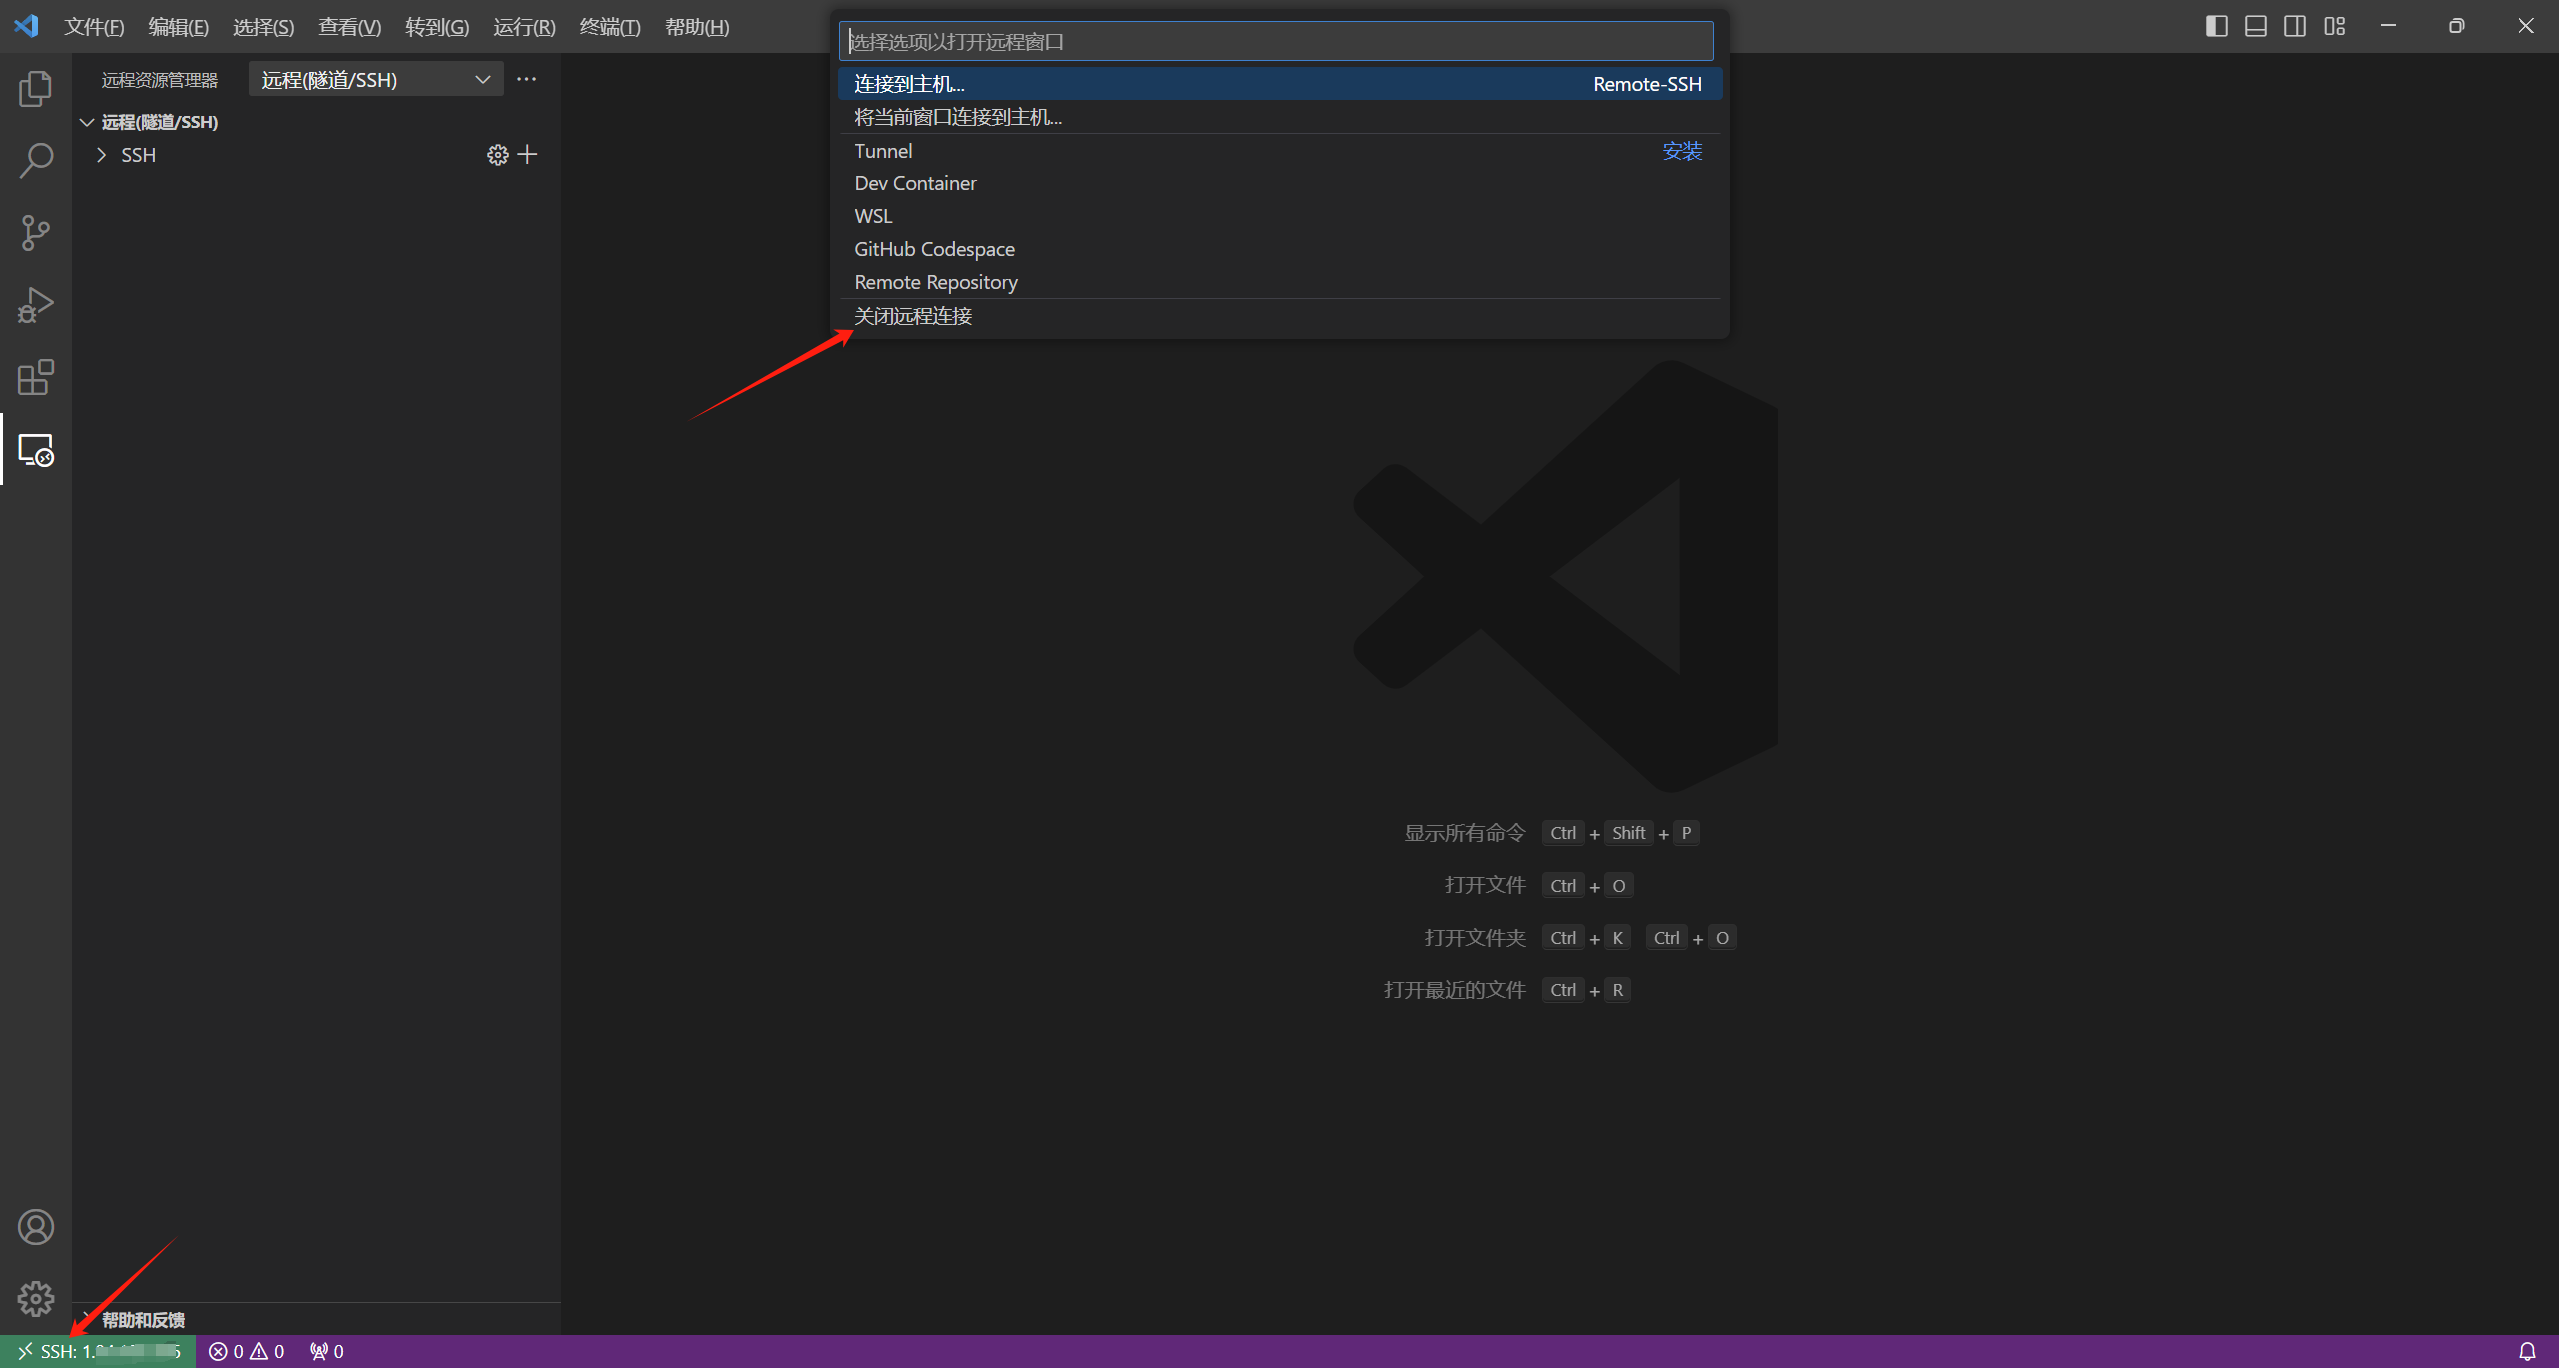 文件(F) 编辑(E) 选择(S) 查看(V) 转到(G) 运行(R) 终端(T) 帮助(H)
选择选项以打开远程窗口
连接到主机... Remote-SSH
将当前窗口连接到主机...
Tunnel 安装
Dev Container
WSL
GitHub Codespace
Remote Repository
关闭远程连接
远程资源管理器 远程(隧道/SSH)
远程(隧道/SSH)
SSH
显示所有命令 Ctrl + Shift + P
打开文件 Ctrl + O
打开文件夹 Ctrl + K Ctrl + O
打开最近的文件 Ctrl + R
帮助和反馈
SSH: 1. 0 0 0